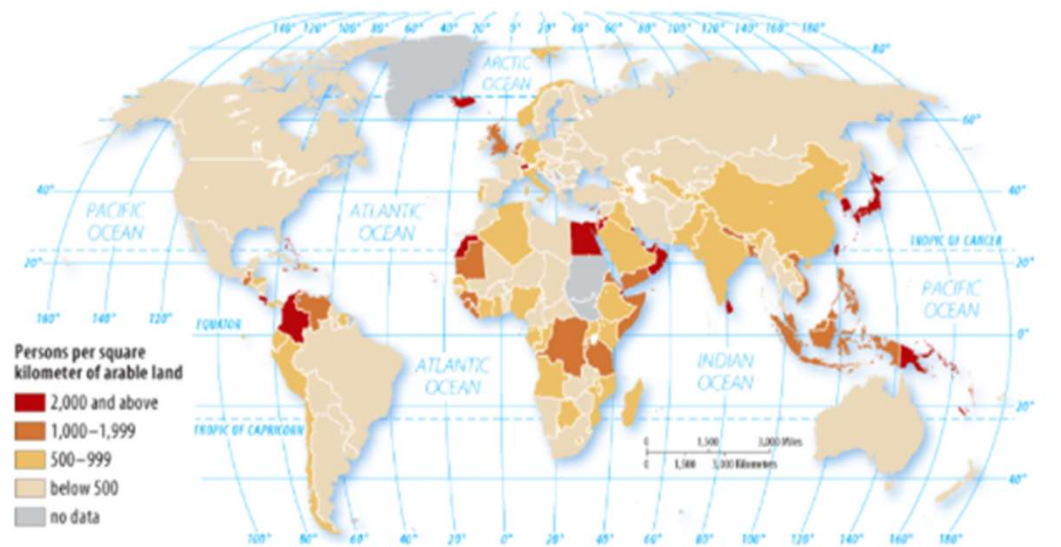 140° 120° 100° 80° 60° 40° 20° 0° 20° 40° 60° 80° 100° 120° 140° 160° 180°
80°
ARCTIC
OCEAN
60°
40°
40°
PACIFIC
OCEAN
ATLANTIC
OCEAN
TROPIC OF CANCER
20°
20°
PACIFIC
OCEAN
160° 140° 120°
EQUATOR
0°
Persons per square
kilometer of arable land
ATLANTIC
OCEAN
INDIAN
OCEAN
2,000 and above
1,000–1,999
500–999
below 500
no data
20°
TROPIC OF CAPRICORN
0 1,500 3,000 Miles
0 1,500 3,000 Kilometers
40°
100° 80° 60° 40° 20° 0° 20° 40° 60° 80° 100° 120° 140° 160° 180°